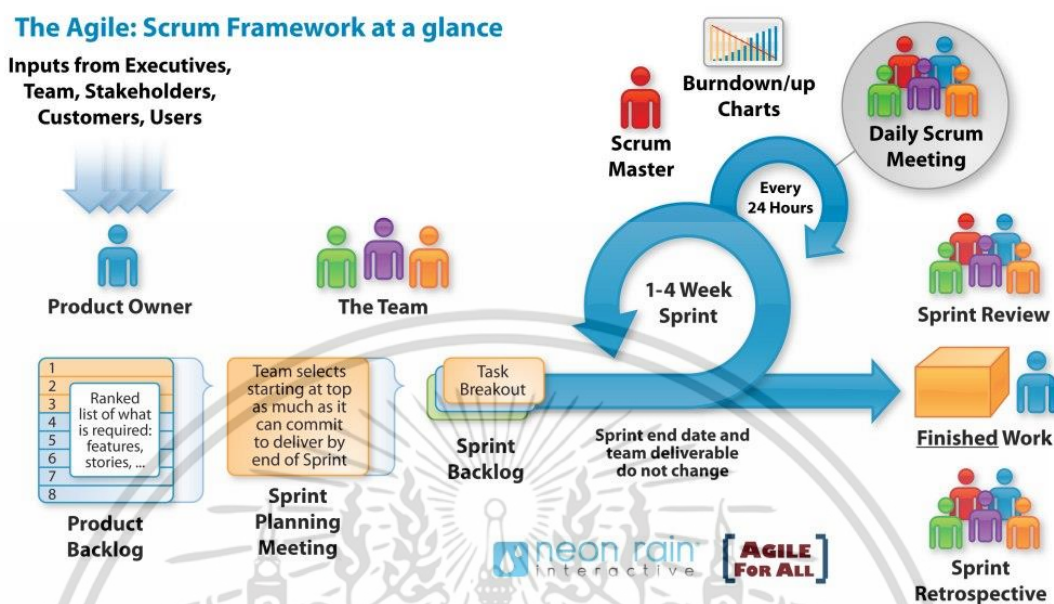 The Agile: Scrum Framework at a glance
Inputs from Executives,
Team, Stakeholders,
Customers, Users
Product Owner
The Team
Scrum
Master
Burndown/up
Charts
Daily Scrum
Meeting
Every
24 Hours
1-4 Week
Sprint
Sprint Review
1
2
3
4
5
6
7
8
Ranked
list of what
is required:
features,
stories, ...
Product
Backlog
Team selects
starting at top
as much as it
can commit
to deliver by
end of Sprint
Sprint
Planning
Meeting
Task
Breakout
Sprint
Backlog
Sprint end date and
team deliverable
do not change
Finished Work
Sprint
Retrospective
neon rain
interactive
AGILE
FOR ALL